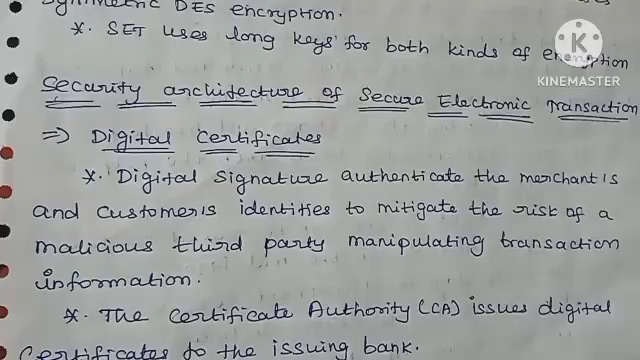 Symmetric DES encryption.
*. SET uses long keys for both kinds of encryption
KINEMASTER
Security architecture of Secure Electronic Transaction
⇒ Digital Certificates
*. Digital signature authenticate the merchant's
and customer's identities to mitigate the risk of a
malicious third party manipulating transaction
information.
*. The Certificate Authority (CA) issues digital
Certificates to the issuing bank.